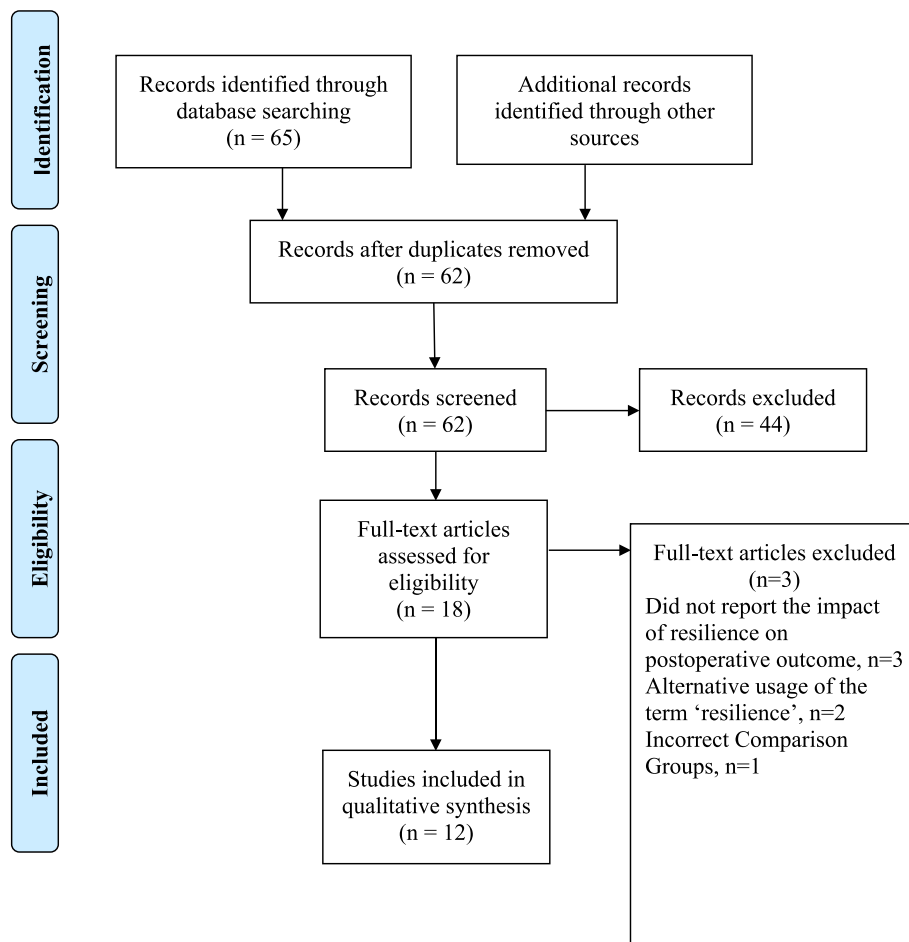 Identification
Records identified through
database searching
(n = 65)
Additional records
identified through other
sources
Screening
Records after duplicates removed
(n = 62)
Records screened
(n = 62)
Records excluded
(n = 44)
Eligibility
Full-text articles
assessed for
eligibility
(n = 18)
Full-text articles excluded
(n=3)
Did not report the impact
of resilience on
postoperative outcome, n=3
Alternative usage of the
term ‘resilience’, n=2
Incorrect Comparison
Groups, n=1
Included
Studies included in
qualitative synthesis
(n = 12)